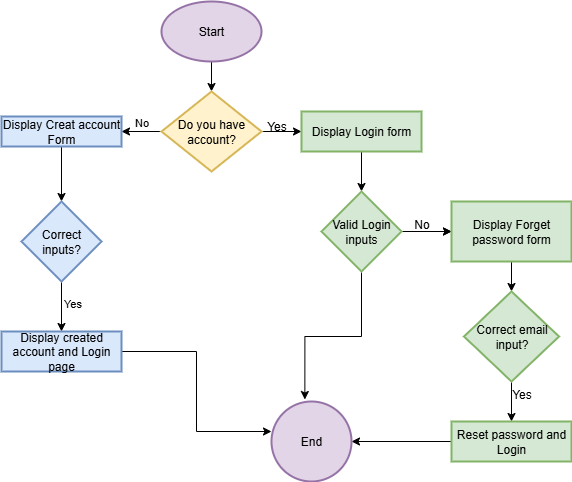 Start
Do you have
account?
No
Yes
Display Creat account
Form
Display Login form
Correct
inputs?
Valid Login
inputs
No
Display Forget
password form
Yes
Display created
account and Login
page
Correct email
input?
Yes
End
Reset password and
Login